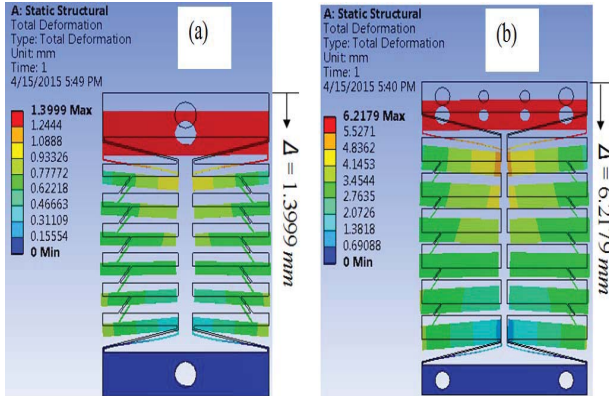 A: Static Structural
Total Deformation
Type: Total Deformation
Unit: mm
Time: 1
4/15/2015 5:49 PM
(a)
1.3999 Max
1.2444
1.0888
0.93326
0.77772
0.62218
0.46663
0.31109
0.15554
0 Min
Δ = 1.3999 mm
A: Static Structural
Total Deformation
Type: Total Deformation
Unit: mm
Time: 1
4/15/2015 5:40 PM
(b)
6.2179 Max
5.5271
4.8362
4.1453
3.4544
2.7635
2.0726
1.3818
0.69088
0 Min
Δ = 6.2179 mm